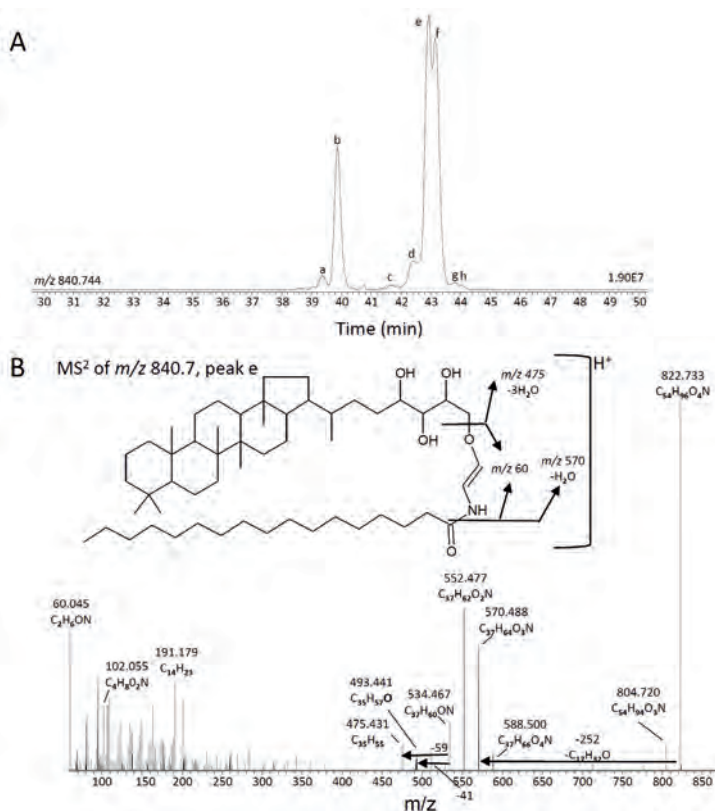 A
a
b
c
d
e
f
g h
m/z 840.744
1.90E7
30 31 32 33 34 35 36 37 38 39 40 41 42 43 44 45 46 47 48 49 50
Time (min)
B
MS² of m/z 840.7, peak e
H⁺
OH
OH
OH
O
NH
O
m/z 475
-3H₂O
m/z 60
m/z 570
-H₂O
822.733
C₅₄H₉₆O₄N
60.045
C₂H₆ON
102.055
C₄H₈O₂N
191.179
C₁₄H₂₃
493.441
C₃₅H₅₇O
475.431
C₃₅H₅₅
534.467
C₃₇H₆₀ON
552.477
C₃₇H₆₂O₂N
570.488
C₃₇H₆₄O₃N
588.500
C₃₇H₆₆O₄N
804.720
C₅₄H₉₄O₃N
-59
-41
-252
-C₁₇H₃₂O
100 150 200 250 300 350 400 450 500 550 600 650 700 750 800 850
m/z